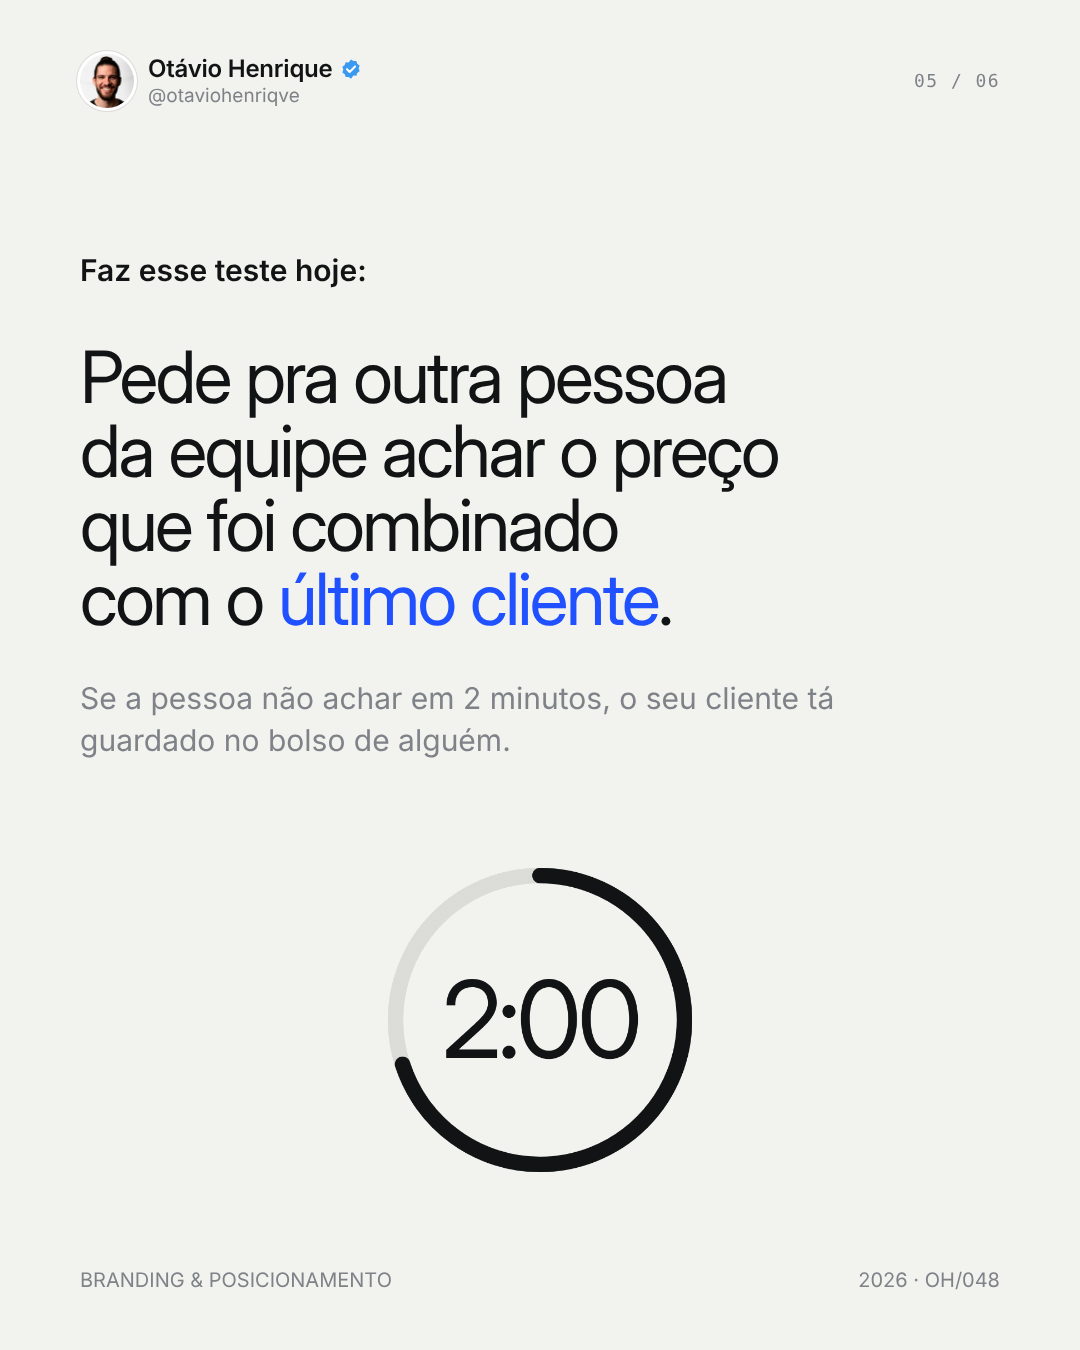 Otávio Henrique
@otaviohenriqve
05 / 06
Faz esse teste hoje:
Pede pra outra pessoa
da equipe achar o preço
que foi combinado
com o último cliente.
Se a pessoa não achar em 2 minutos, o seu cliente tá
guardado no bolso de alguém.
2:00
BRANDING & POSICIONAMENTO
2026 · OH/048